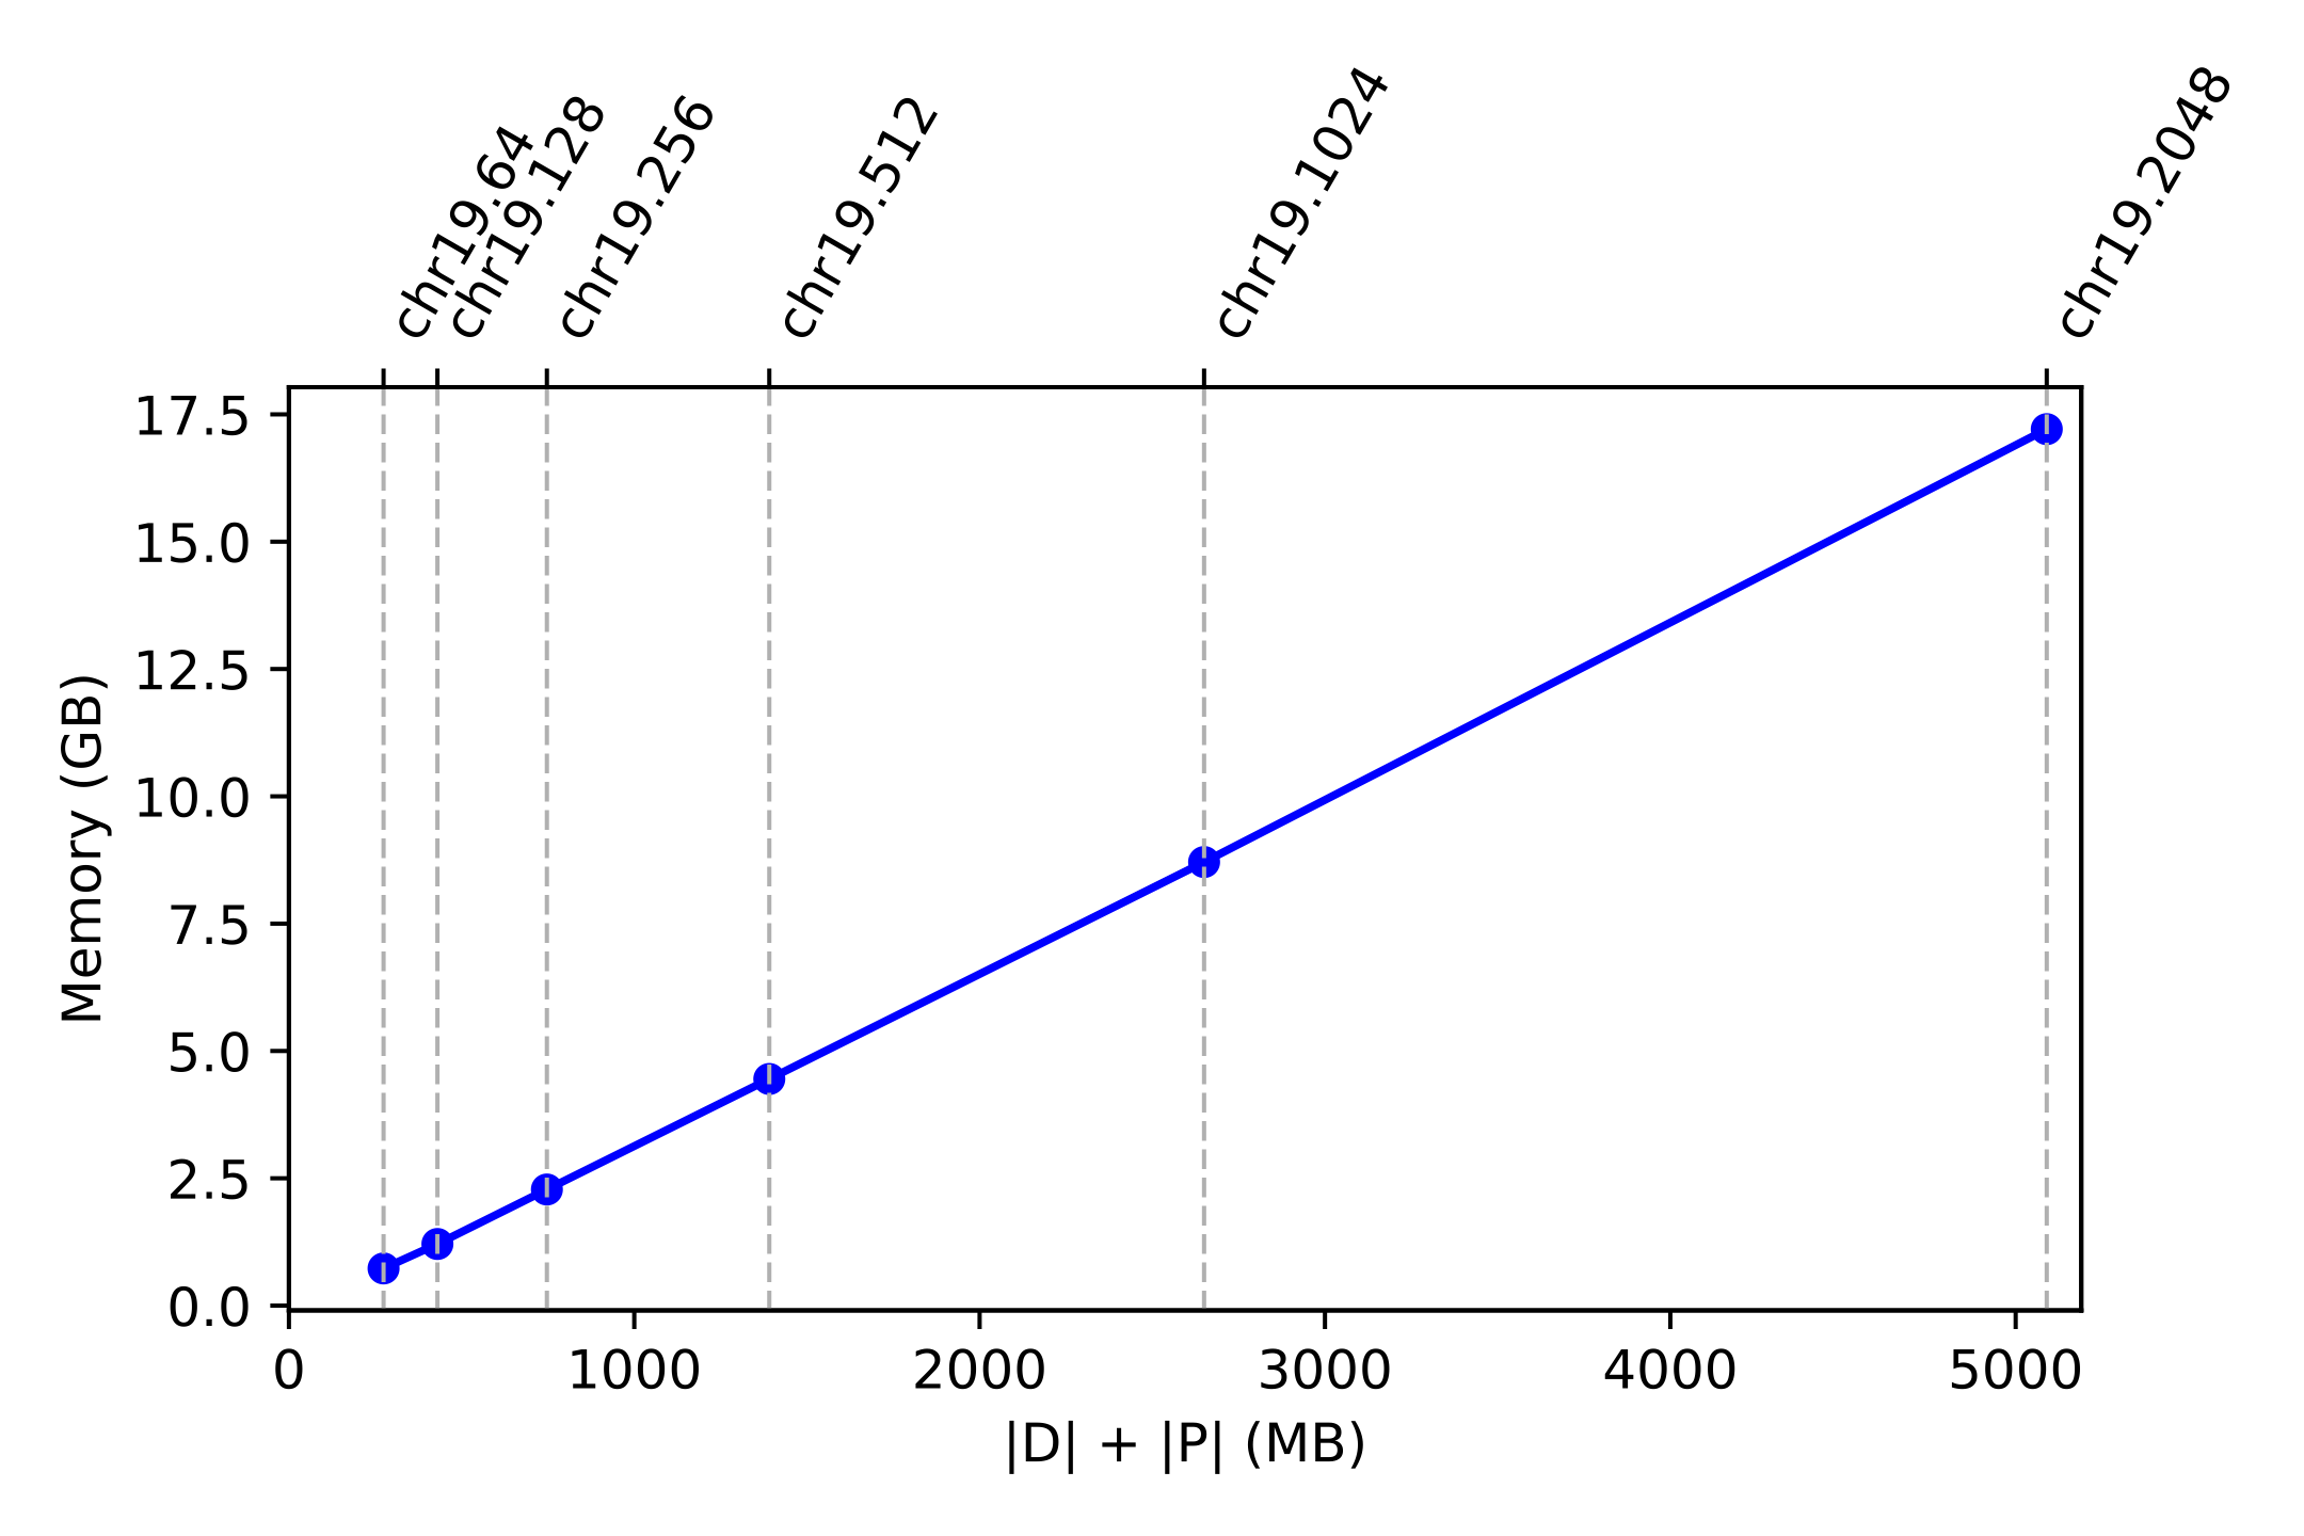 chr19.64
chr19.128
chr19.256
chr19.512
chr19.1024
chr19.2048
17.5
15.0
12.5
10.0
7.5
5.0
2.5
0.0
Memory (GB)
0 1000 2000 3000 4000 5000
|D| + |P| (MB)